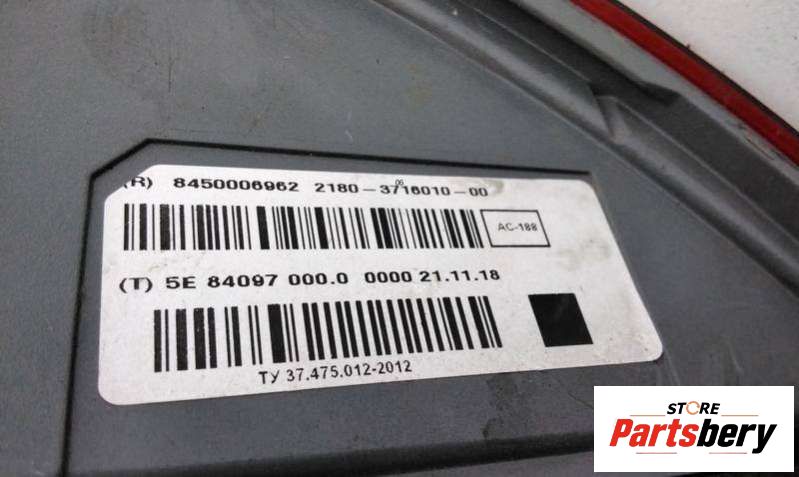 (R) 8450006962 2180-3716010-00
06
AC-188
(T) 5E 84097 000.0 0000 21.11.18
ТУ 37.475.012-2012
STORE
Partsbery